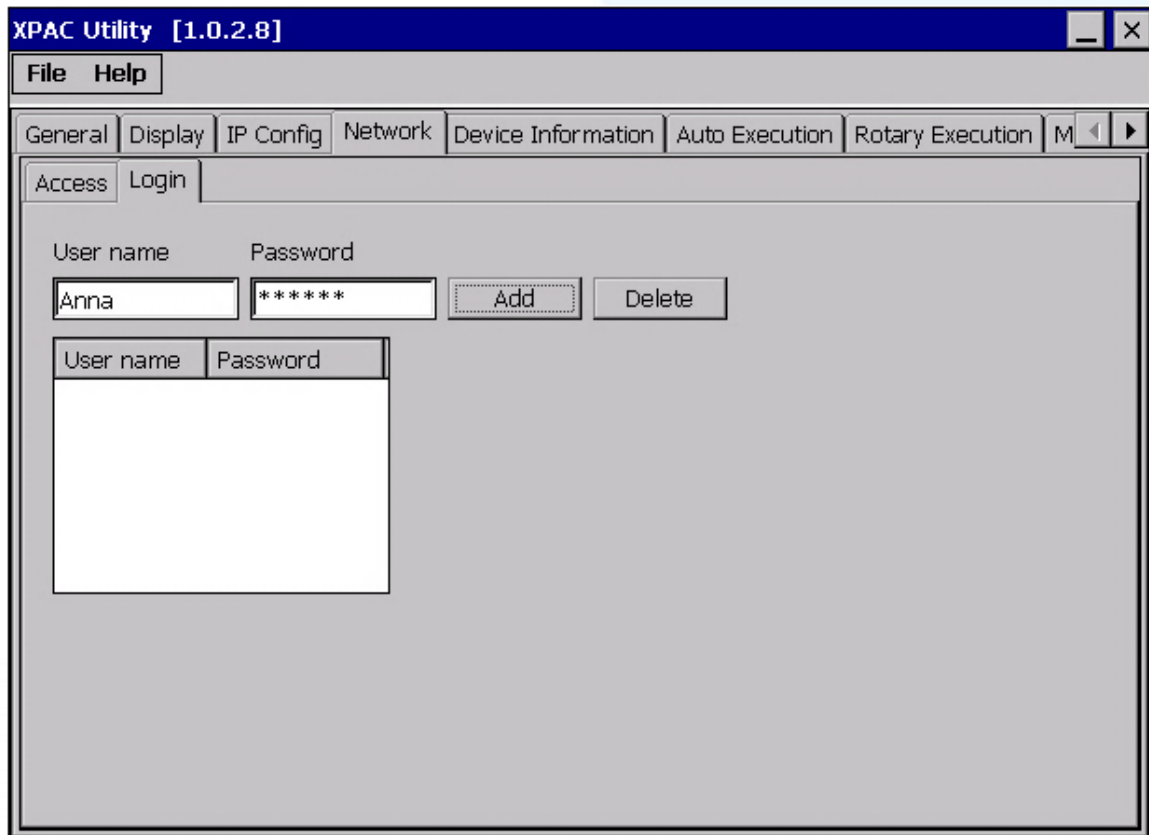 XPAC Utility [1.0.2.8]
File Help
General Display IP Config Network Device Information Auto Execution Rotary Execution M
Access Login
User name Password
Anna ****** Add Delete
User name Password